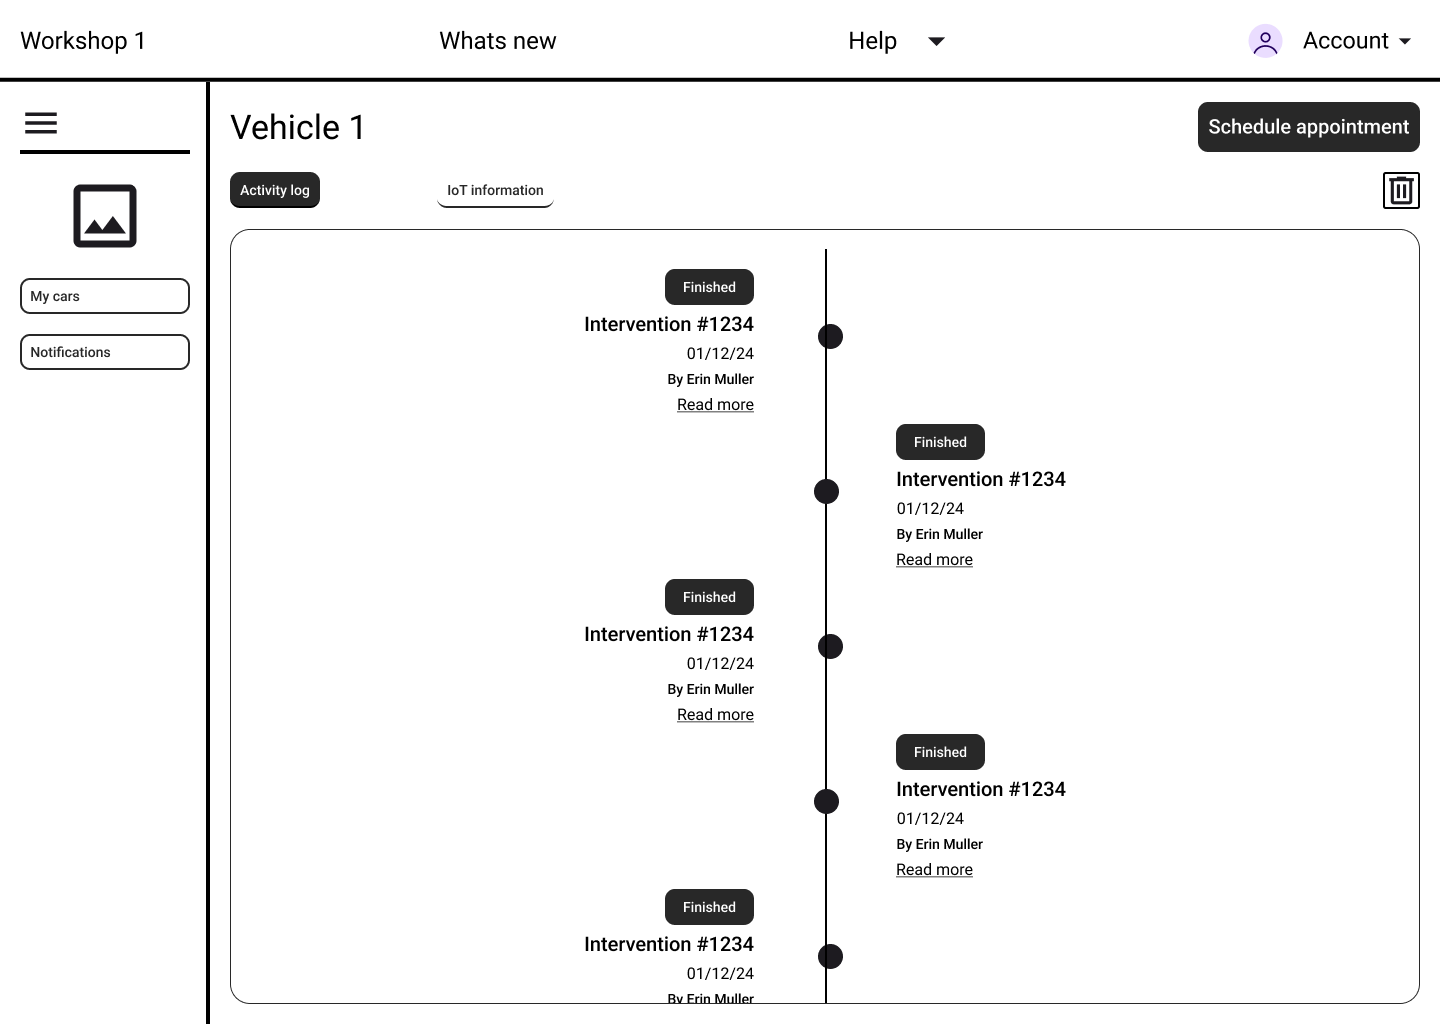 Workshop 1
Whats new
Help
Account
Vehicle 1
Schedule appointment
Activity log
IoT information
My cars
Notifications
Finished
Intervention #1234
01/12/24
By Erin Muller
Read more
Finished
Intervention #1234
01/12/24
By Erin Muller
Read more
Finished
Intervention #1234
01/12/24
By Erin Muller
Read more
Finished
Intervention #1234
01/12/24
By Erin Muller
Read more
Finished
Intervention #1234
01/12/24
By Erin Muller